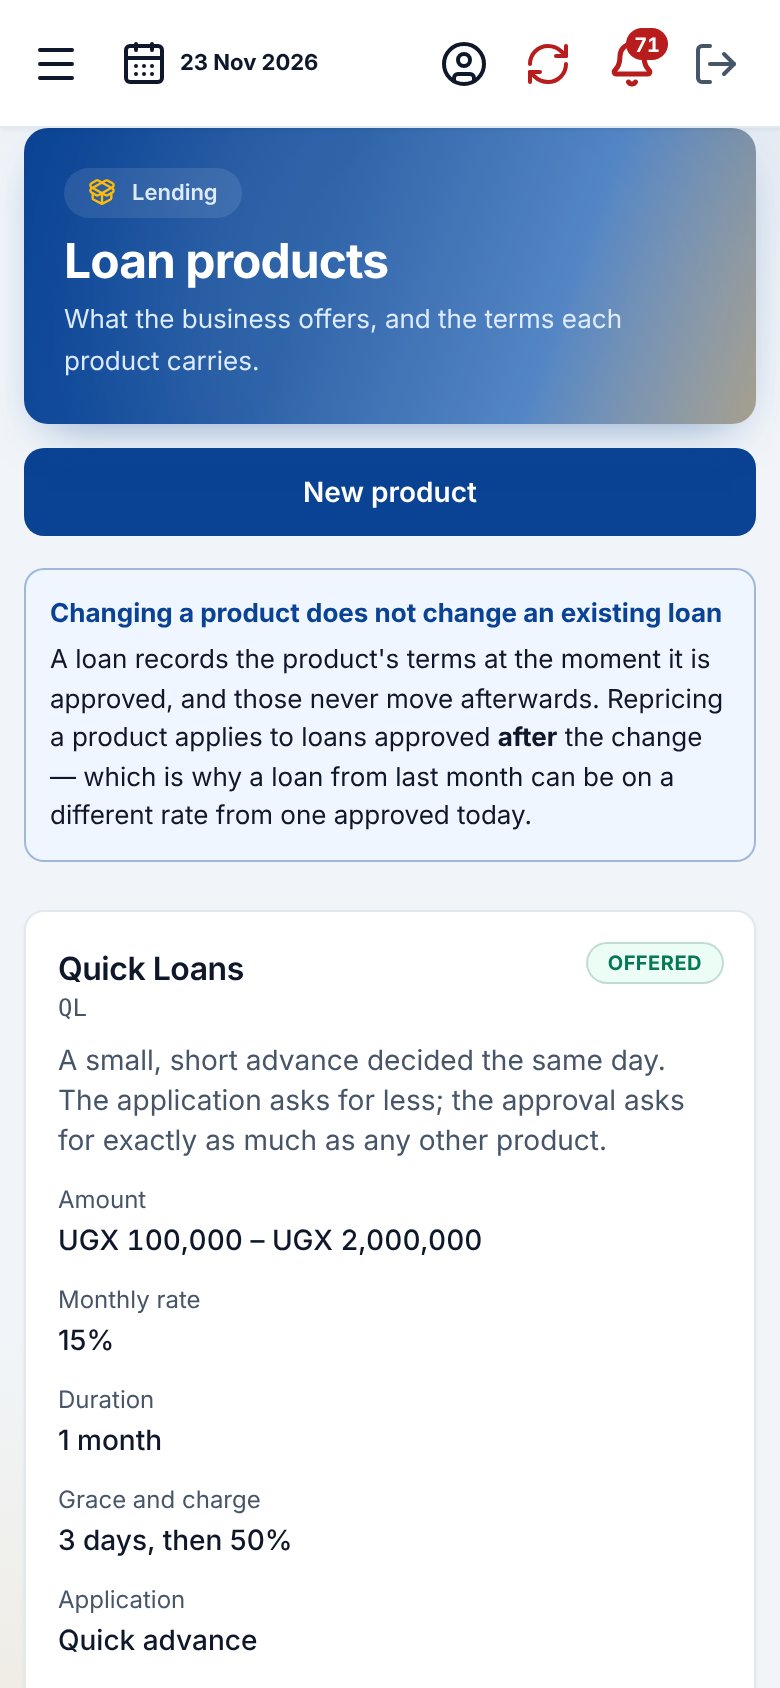 23 Nov 2026
71
Lending
Loan products
What the business offers, and the terms each
product carries.
New product
Changing a product does not change an existing loan
A loan records the product's terms at the moment it is
approved, and those never move afterwards. Repricing
a product applies to loans approved after the change
— which is why a loan from last month can be on a
different rate from one approved today.
Quick Loans
OFFERED
QL
A small, short advance decided the same day.
The application asks for less; the approval asks
for exactly as much as any other product.
Amount
UGX 100,000 – UGX 2,000,000
Monthly rate
15%
Duration
1 month
Grace and charge
3 days, then 50%
Application
Quick advance